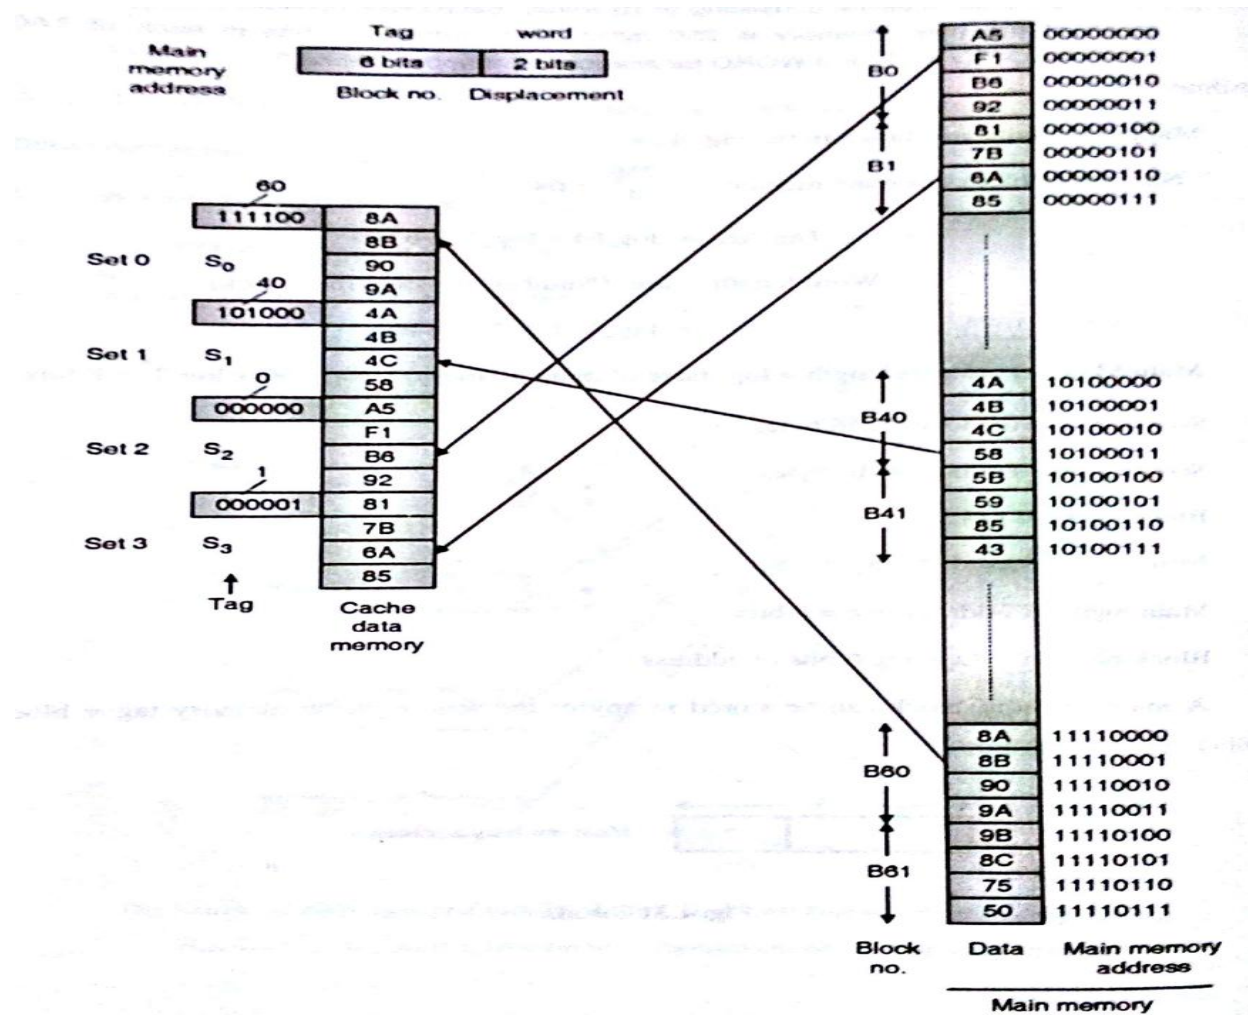 Main memory address
Tag word
6 bits 2 bits
Block no. Displacement
60
111100 8A
8B
Set 0 S0 90
9A
40
101000 4A
4B
Set 1 S1 4C
58
0
000000 A5
F1
Set 2 S2 B6
92
1
000001 81
7B
Set 3 S3 6A
85
Tag
Cache data memory
B0
A5 00000000
F1 00000001
B6 00000010
92 00000011
B1
81 00000100
7B 00000101
6A 00000110
85 00000111
B40
4A 10100000
4B 10100001
4C 10100010
58 10100011
B41
5B 10100100
59 10100101
85 10100110
43 10100111
B60
8A 11110000
8B 11110001
90 11110010
9A 11110011
B61
9B 11110100
8C 11110101
75 11110110
50 11110111
Block no. Data Main memory address
Main memory